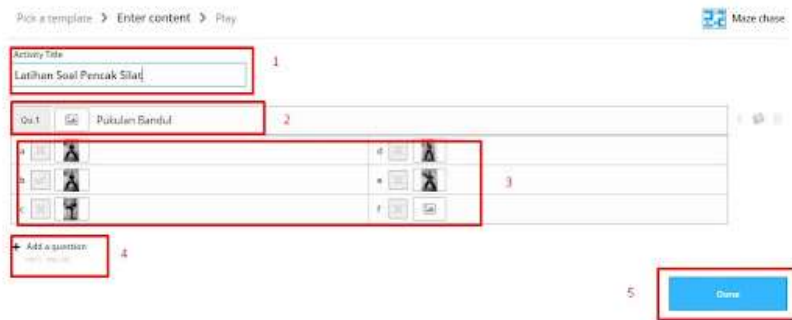 Pick a template > Enter content > Play
Maze chase
Activity Title
Latihan Soal Pencak Silat
1
Qu.1 Pukulan Bandul 2
a d
b e 3
c f
+ Add a question
4
5 Done